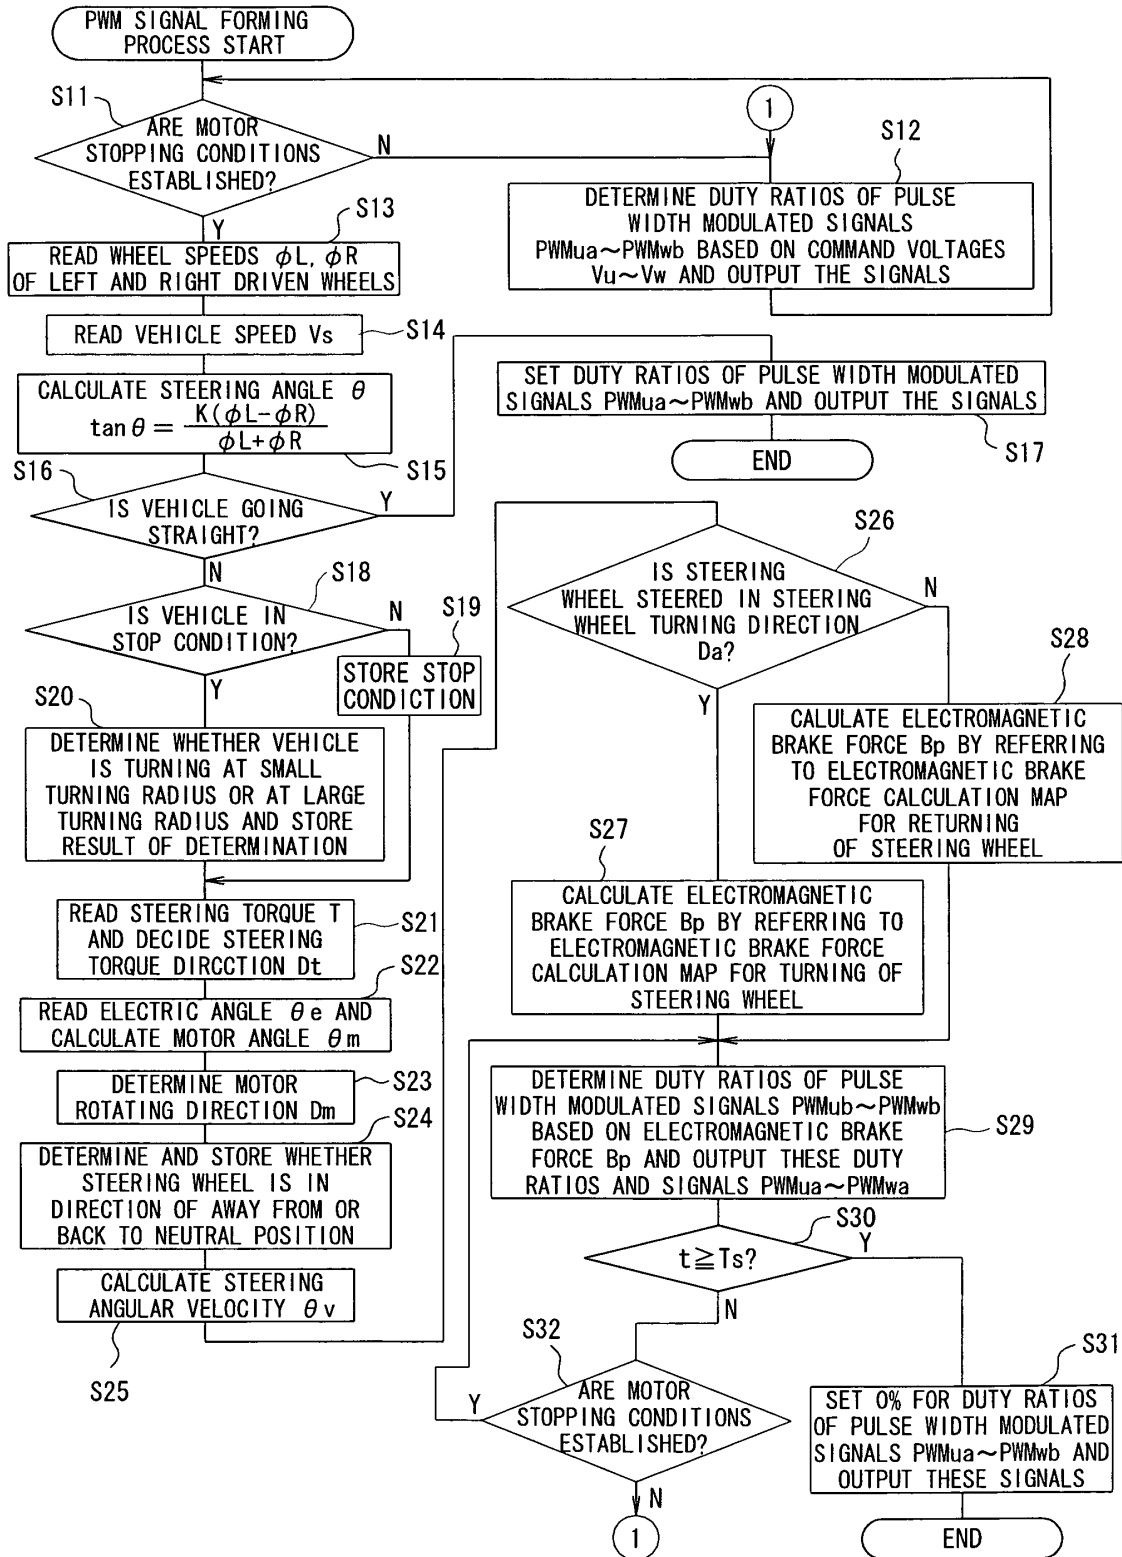 PWM SIGNAL FORMING
PROCESS START
S11
ARE MOTOR
STOPPING CONDITIONS
ESTABLISHED?
N
Y
1
S12
DETERMINE DUTY RATIOS OF PULSE
WIDTH MODULATED SIGNALS
PWMua～PWMwb BASED ON COMMAND VOLTAGES
Vu～Vw AND OUTPUT THE SIGNALS
S13
READ WHEEL SPEEDS φL, φR
OF LEFT AND RIGHT DRIVEN WHEELS
READ VEHICLE SPEED Vs
S14
CALCULATE STEERING ANGLE θ
tanθ = K(φL-φR)
φL+φR
S15
S16
IS VEHICLE GOING
STRAIGHT?
Y
N
SET DUTY RATIOS OF PULSE WIDTH MODULATED
SIGNALS PWMua～PWMwb AND OUTPUT THE SIGNALS
S17
END
S18
IS VEHICLE IN
STOP CONDITION?
N
Y
S19
STORE STOP
CONDICTION
S20
DETERMINE WHETHER VEHICLE
IS TURNING AT SMALL
TURNING RADIUS OR AT LARGE
TURNING RADIUS AND STORE
RESULT OF DETERMINATION
READ STEERING TORQUE T
AND DECIDE STEERING
TORQUE DIRCCTION Dt
S21
S22
READ ELECTRIC ANGLE θe AND
CALCULATE MOTOR ANGLE θm
DETERMINE MOTOR
ROTATING DIRECTION Dm
S23
S24
DETERMINE AND STORE WHETHER
STEERING WHEEL IS IN
DIRECTION OF AWAY FROM OR
BACK TO NEUTRAL POSITION
CALCULATE STEERING
ANGULAR VELOCITY θv
S25
S26
IS STEERING
WHEEL STEERED IN STEERING
WHEEL TURNING DIRECTION
Da?
N
Y
S27
CALCULATE ELECTROMAGNETIC
BRAKE FORCE Bp BY REFERRING TO
ELECTROMAGNETIC BRAKE FORCE
CALCULATION MAP FOR TURNING OF
STEERING WHEEL
S28
CALULATE ELECTROMAGNETIC
BRAKE FORCE Bp BY REFERRING
TO ELECTROMAGNETIC BRAKE
FORCE CALCULATION MAP
FOR RETURNING
OF STEERING WHEEL
DETERMINE DUTY RATIOS OF PULSE
WIDTH MODULATED SIGNALS PWMub～PWMwb
BASED ON ELECTROMAGNETIC BRAKE
FORCE Bp AND OUTPUT THESE DUTY
RATIOS AND SIGNALS PWMua～PWMwa
S29
S30
t≧Ts?
Y
N
S31
SET 0% FOR DUTY RATIOS
OF PULSE WIDTH MODULATED
SIGNALS PWMua～PWMwb AND
OUTPUT THESE SIGNALS
END
S32
ARE MOTOR
STOPPING CONDITIONS
ESTABLISHED?
Y
N
1